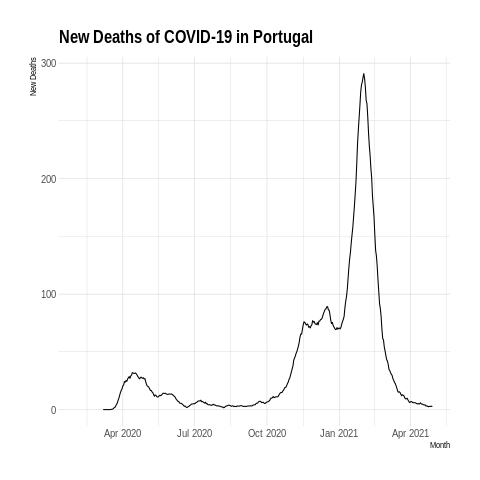 New Deaths of COVID-19 in Portugal
New Deaths
300
200
100
0
Apr 2020 Jul 2020 Oct 2020 Jan 2021 Apr 2021
Month